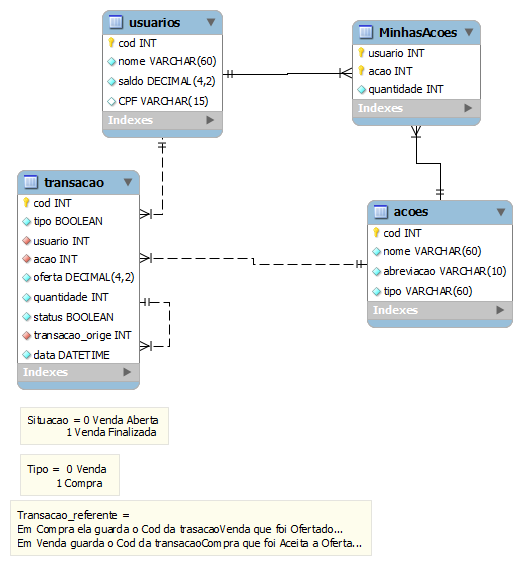 usuarios
cod INT
nome VARCHAR(60)
saldo DECIMAL(4,2)
CPF VARCHAR(15)
Indexes
MinhasAcoes
usuario INT
acao INT
quantidade INT
Indexes
transacao
cod INT
tipo BOOLEAN
usuario INT
acao INT
oferta DECIMAL(4,2)
quantidade INT
status BOOLEAN
transacao_orige INT
data DATETIME
Indexes
acoes
cod INT
nome VARCHAR(60)
abreviacao VARCHAR(10)
tipo VARCHAR(60)
Indexes
Situacao = 0 Venda Aberta
1 Venda Finalizada
Tipo = 0 Venda
1 Compra
Transacao_referente =
Em Compra ela guarda o Cod da trasacaoVenda que foi Ofertado...
Em Venda guarda o Cod da transacaoCompra que foi Aceita a Oferta...